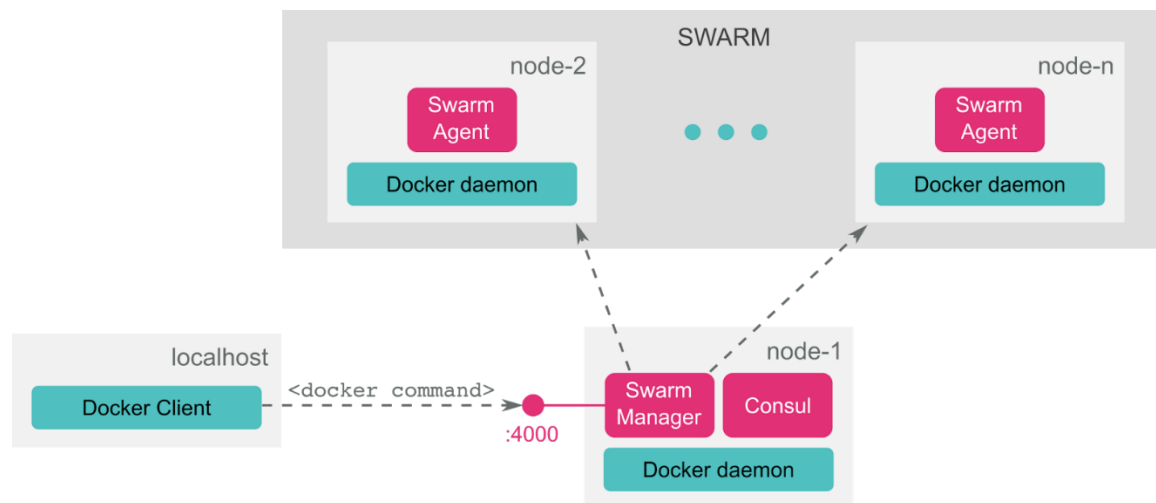 SWARM
node-2
Swarm
Agent
Docker daemon
node-n
Swarm
Agent
Docker daemon
localhost
Docker Client
<docker command>
:4000
node-1
Swarm
Manager
Consul
Docker daemon